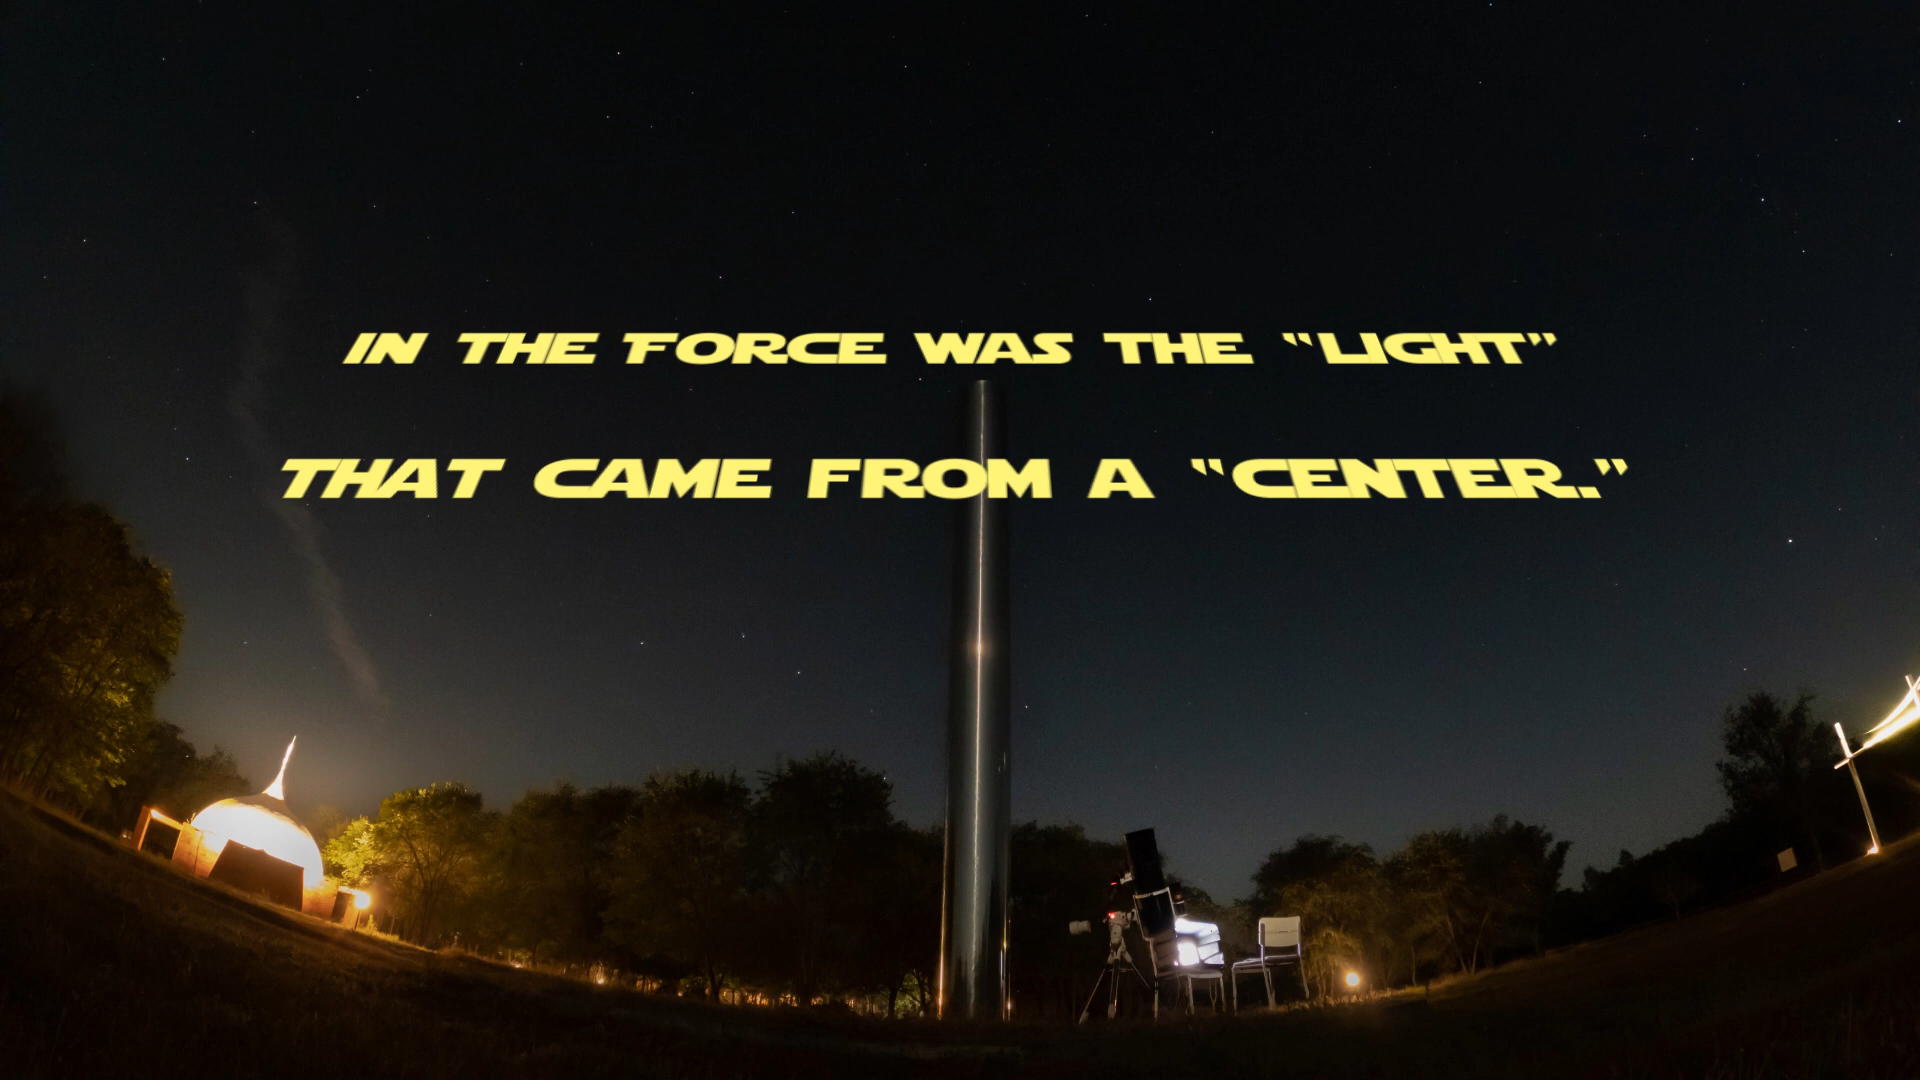 IN THE FORCE WAS THE "LIGHT"
THAT CAME FROM A "CENTER."